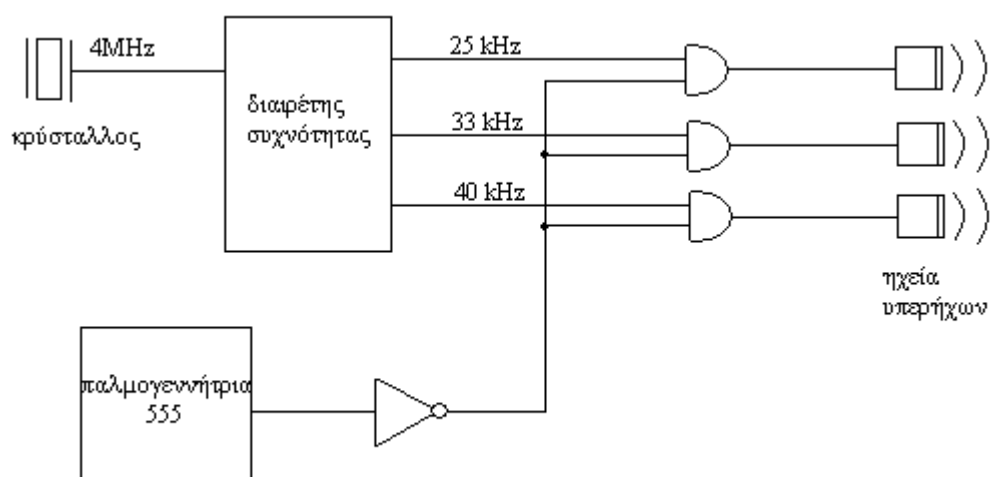 4MHz
κρύσταλλος
διαιρέτης
συχνότητας
25 kHz
33 kHz
40 kHz
ηχεία
υπερήχων
παλμογεννήτρια
555